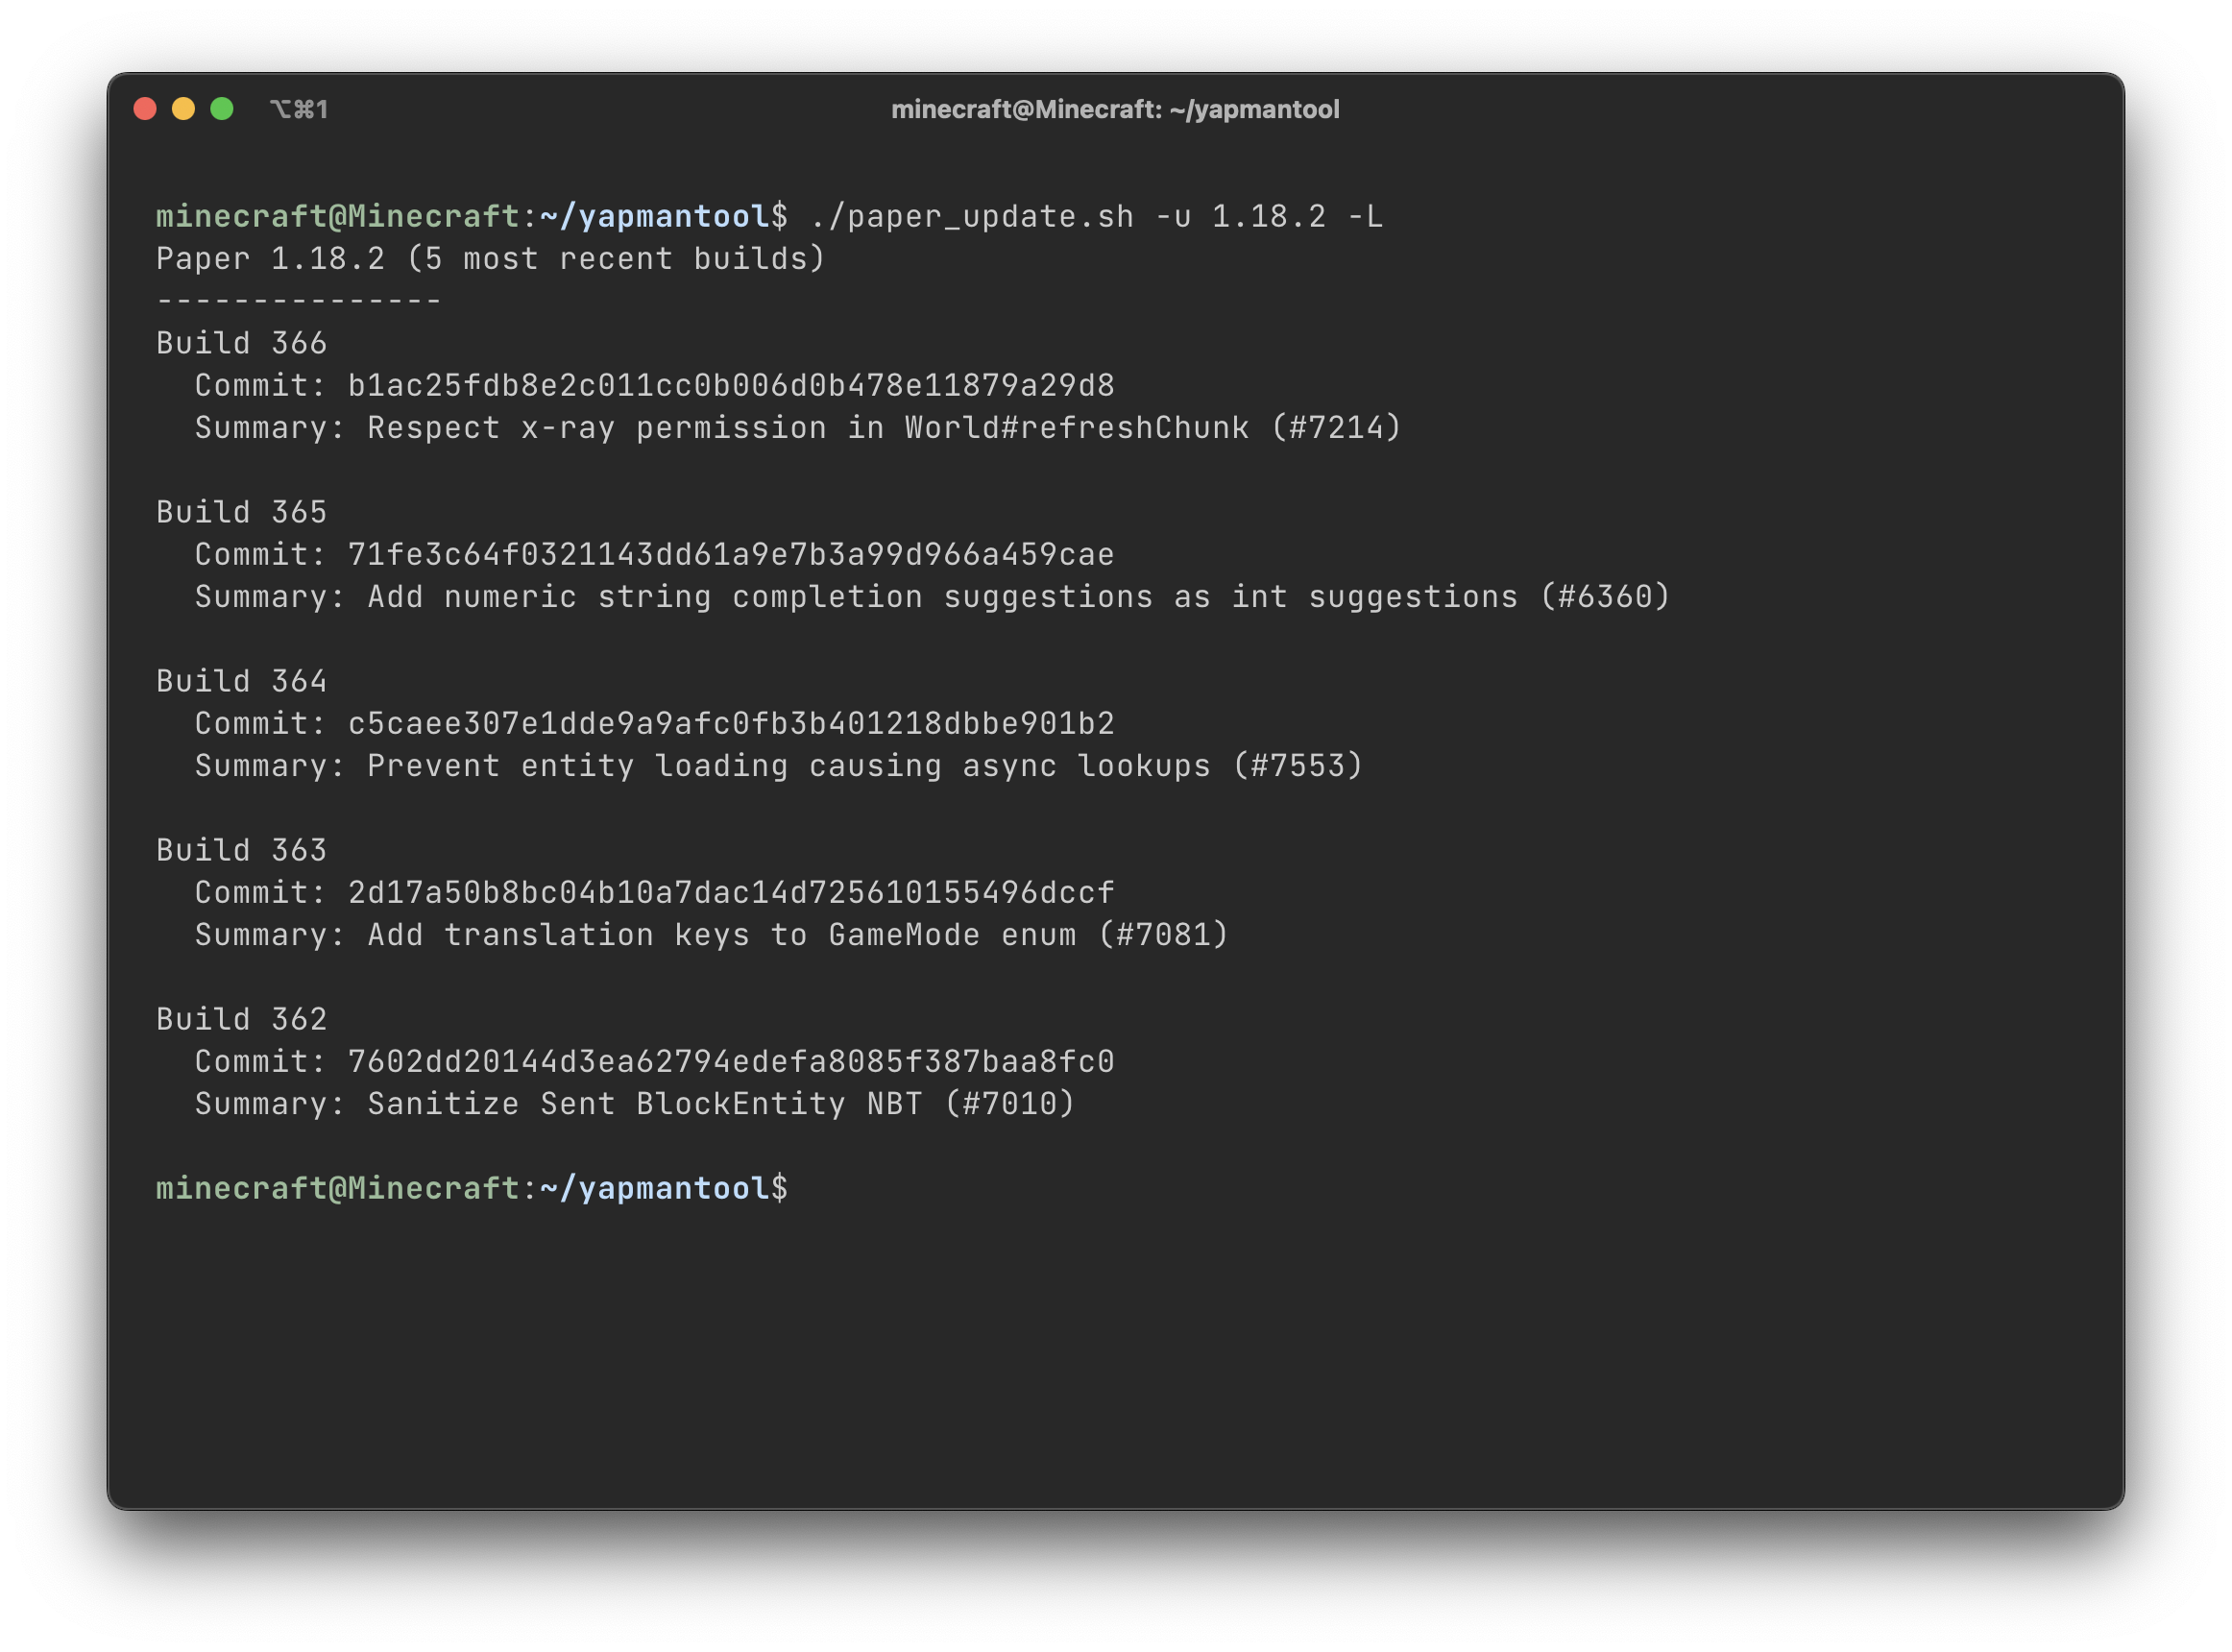 ⌥⌘1
minecraft@Minecraft: ~/yapmantool
minecraft@Minecraft:~/yapmantool$ ./paper_update.sh -u 1.18.2 -L
Paper 1.18.2 (5 most recent builds)
---------------
Build 366
  Commit: b1ac25fdb8e2c011cc0b006d0b478e11879a29d8
  Summary: Respect x-ray permission in World#refreshChunk (#7214)

Build 365
  Commit: 71fe3c64f0321143dd61a9e7b3a99d966a459cae
  Summary: Add numeric string completion suggestions as int suggestions (#6360)

Build 364
  Commit: c5caee307e1dde9a9afc0fb3b401218dbbe901b2
  Summary: Prevent entity loading causing async lookups (#7553)

Build 363
  Commit: 2d17a50b8bc04b10a7dac14d725610155496dccf
  Summary: Add translation keys to GameMode enum (#7081)

Build 362
  Commit: 7602dd20144d3ea62794edefa8085f387baa8fc0
  Summary: Sanitize Sent BlockEntity NBT (#7010)

minecraft@Minecraft:~/yapmantool$